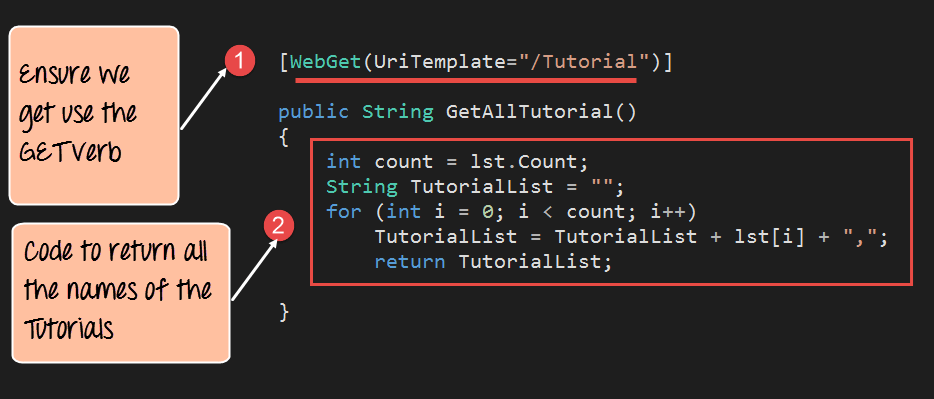 Ensure we
get use the
GETVerb
1
[WebGet(UriTemplate="/Tutorial")]
public String GetAllTutorial()
{
int count = lst.Count;
String TutorialList = "";
for (int i = 0; i < count; i++)
TutorialList = TutorialList + lst[i] + ",";
return TutorialList;
}
2
Code to return all
the names of the
Tutorials